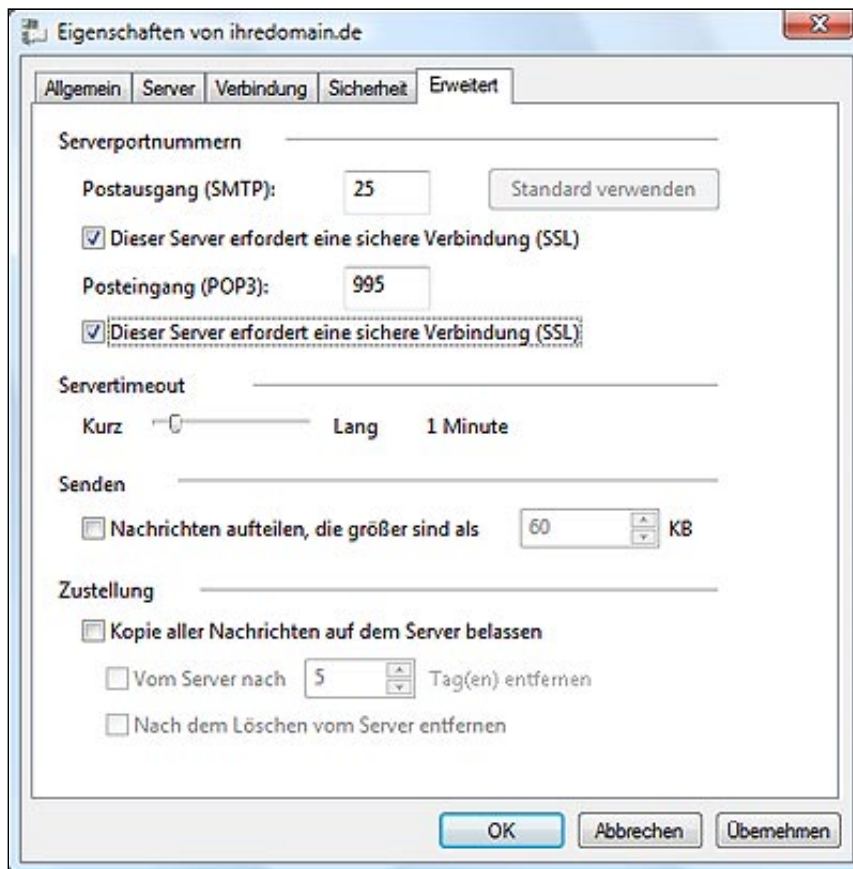 Eigenschaften von ihredomain.de
Allgemein Server Verbindung Sicherheit Erweitert
Serverportnummern
Postausgang (SMTP): 25 Standard verwenden
Dieser Server erfordert eine sichere Verbindung (SSL)
Posteingang (POP3): 995
Dieser Server erfordert eine sichere Verbindung (SSL)
Servertimeout
Kurz Lang 1 Minute
Senden
Nachrichten aufteilen, die größer sind als 60 KB
Zustellung
Kopie aller Nachrichten auf dem Server belassen
Vom Server nach 5 Tag(en) entfernen
Nach dem Löschen vom Server entfernen
OK Abbrechen Übernehmen